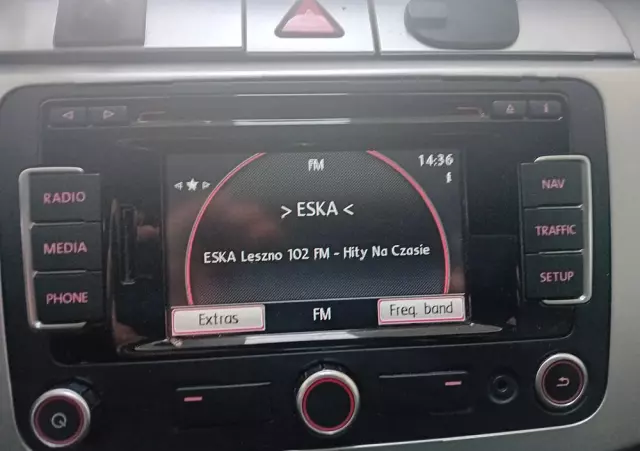 FM
14:36
i
> ESKA <
ESKA Leszno 102 FM - Hity Na Czasie
Extras
FM
Freq. band
RADIO
MEDIA
PHONE
NAV
TRAFFIC
SETUP